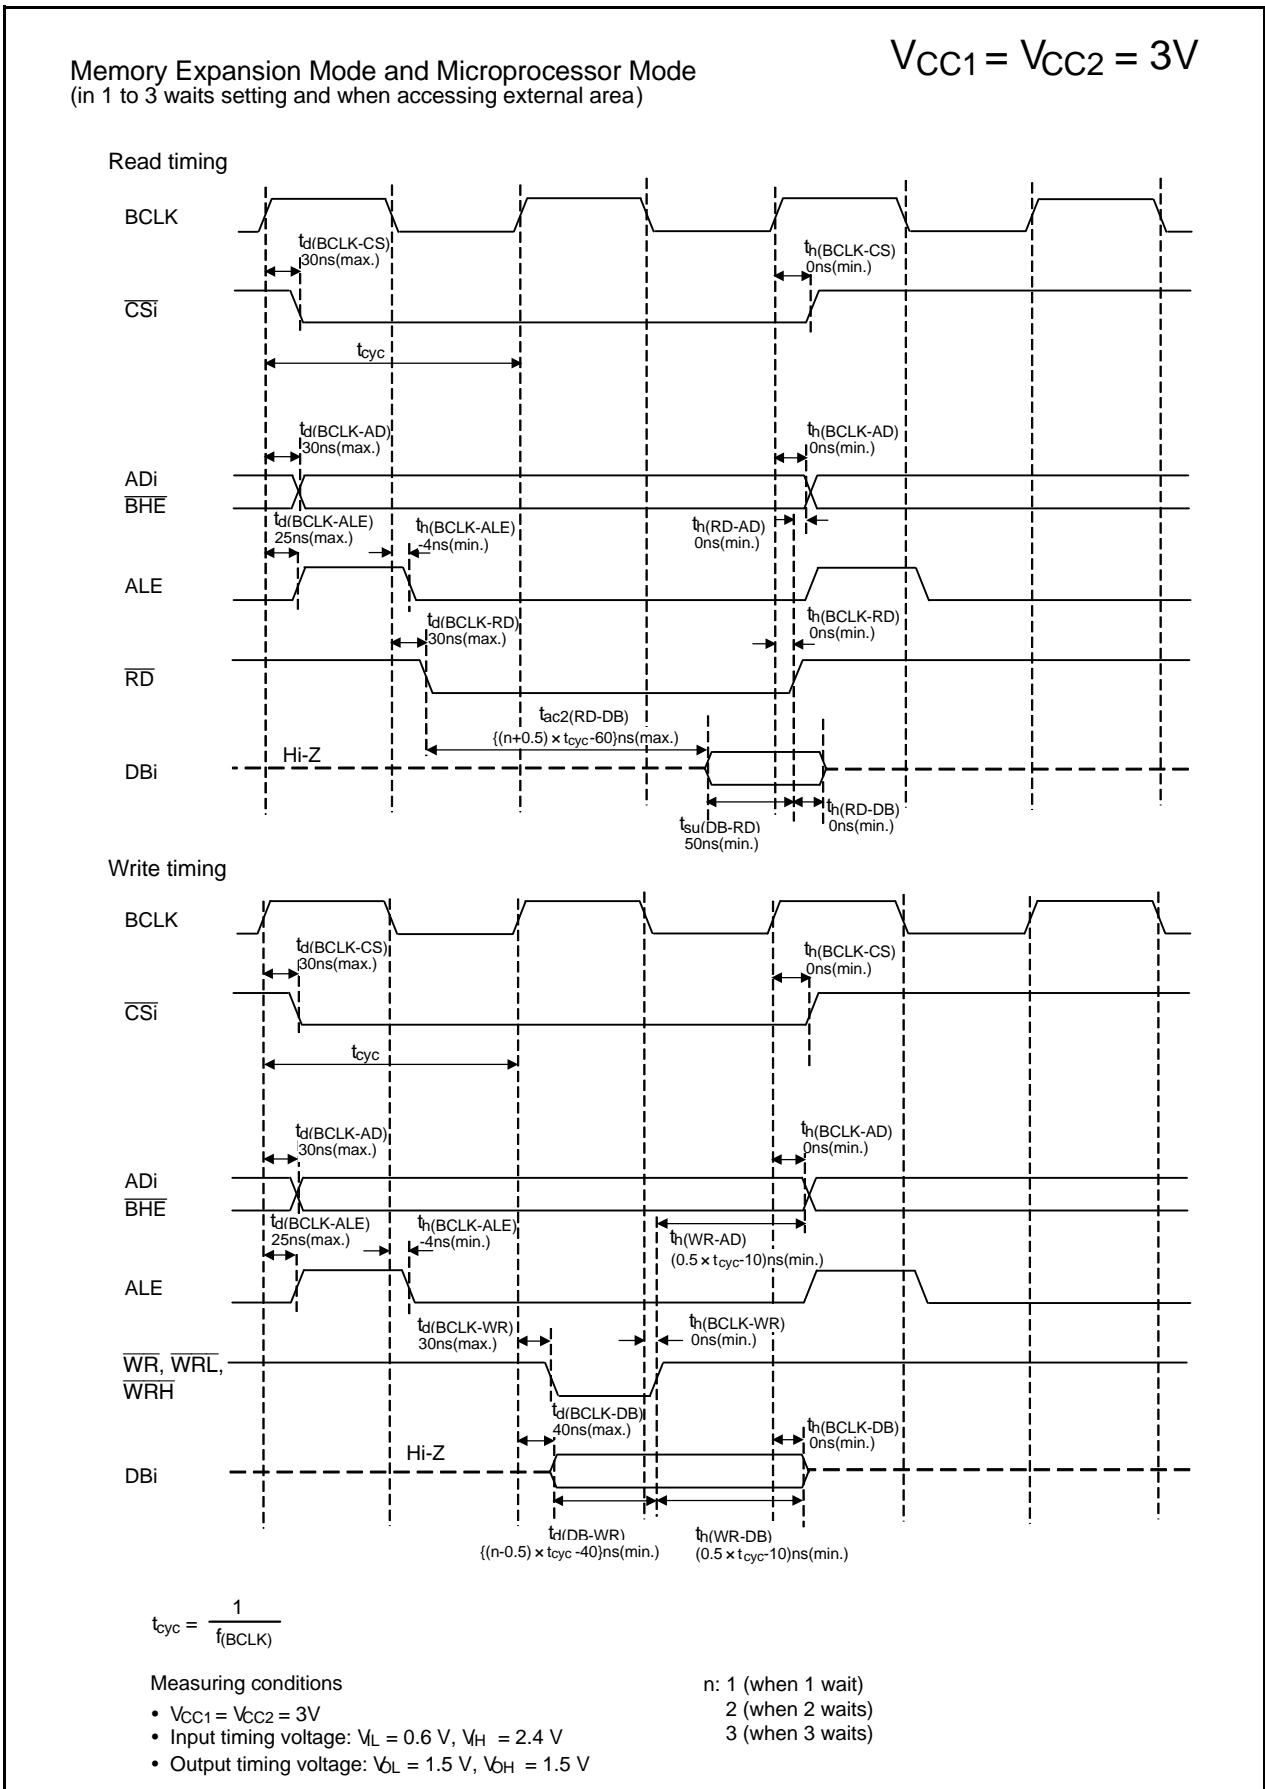 Memory Expansion Mode and Microprocessor Mode
(in 1 to 3 waits setting and when accessing external area)
VCC1 = VCC2 = 3V
Read timing
BCLK
td(BCLK-CS)
30ns(max.)
th(BCLK-CS)
0ns(min.)
CSi
tcyc
td(BCLK-AD)
30ns(max.)
th(BCLK-AD)
0ns(min.)
ADi
BHE
td(BCLK-ALE)
25ns(max.)
th(BCLK-ALE)
-4ns(min.)
th(RD-AD)
0ns(min.)
ALE
td(BCLK-RD)
30ns(max.)
th(BCLK-RD)
0ns(min.)
RD
tac2(RD-DB)
{(n+0.5) × tcyc-60}ns(max.)
Hi-Z
DBi
tsu(DB-RD)
50ns(min.)
th(RD-DB)
0ns(min.)
Write timing
BCLK
td(BCLK-CS)
30ns(max.)
th(BCLK-CS)
0ns(min.)
CSi
tcyc
td(BCLK-AD)
30ns(max.)
th(BCLK-AD)
0ns(min.)
ADi
BHE
td(BCLK-ALE)
25ns(max.)
th(BCLK-ALE)
-4ns(min.)
th(WR-AD)
(0.5 × tcyc-10)ns(min.)
ALE
td(BCLK-WR)
30ns(max.)
th(BCLK-WR)
0ns(min.)
WR, WRL,
WRH
td(BCLK-DB)
40ns(max.)
th(BCLK-DB)
0ns(min.)
Hi-Z
DBi
td(DB-WR)
{(n-0.5) × tcyc -40}ns(min.)
th(WR-DB)
(0.5 × tcyc-10)ns(min.)
tcyc = 1
f(BCLK)
Measuring conditions
• VCC1 = VCC2 = 3V
• Input timing voltage: VIL = 0.6 V, VIH = 2.4 V
• Output timing voltage: VOL = 1.5 V, VOH = 1.5 V
n: 1 (when 1 wait)
2 (when 2 waits)
3 (when 3 waits)